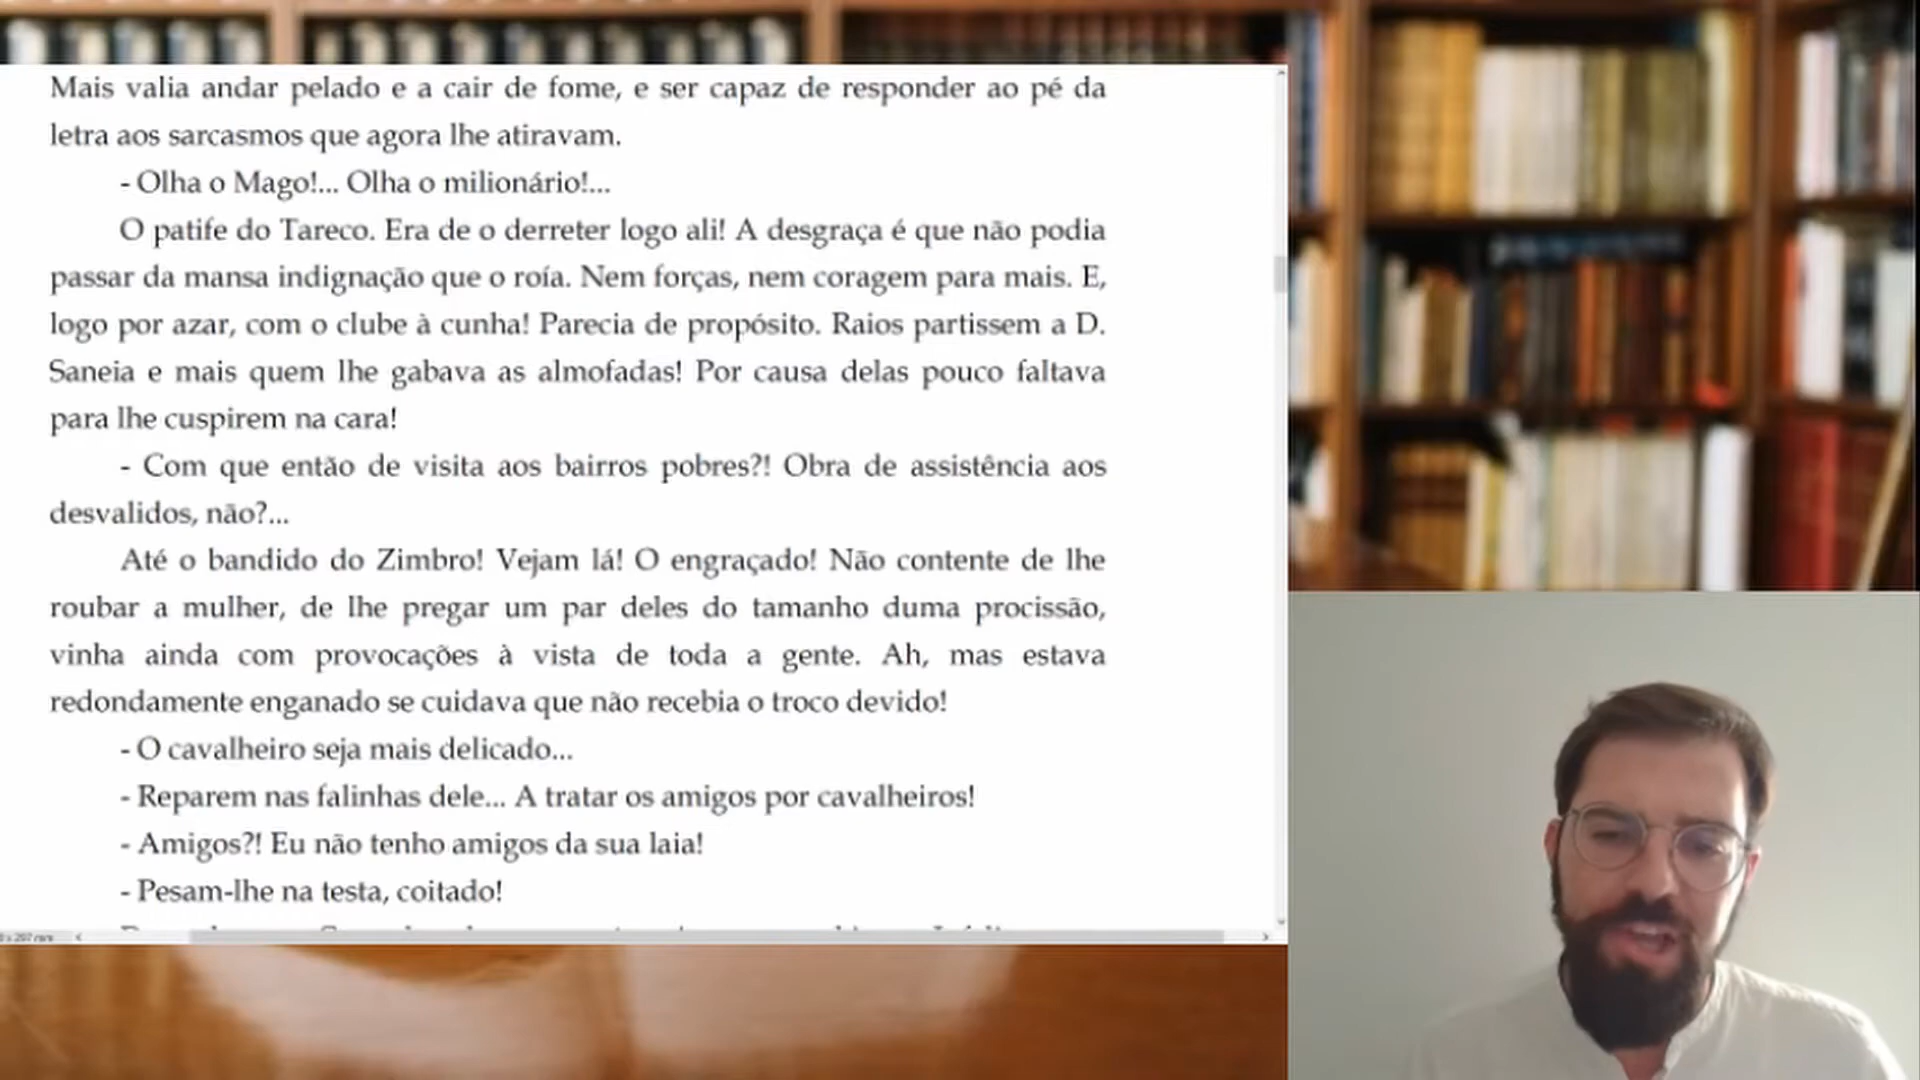 Mais valia andar pelado e a cair de fome, e ser capaz de responder ao pé da
letra aos sarcasmos que agora lhe atiravam.
- Olha o Mago!... Olha o milionário!...
O patife do Tareco. Era de o derreter logo ali! A desgraça é que não podia
passar da mansa indignação que o roía. Nem forças, nem coragem para mais. E,
logo por azar, com o clube à cunha! Parecia de propósito. Raios partissem a D.
Saneia e mais quem lhe gabava as almofadas! Por causa delas pouco faltava
para lhe cuspirem na cara!
- Com que então de visita aos bairros pobres?! Obra de assistência aos
desvalidos, não?...
Até o bandido do Zimbro! Vejam lá! O engraçado! Não contente de lhe
roubar a mulher, de lhe pregar um par deles do tamanho duma procissão,
vinha ainda com provocações à vista de toda a gente. Ah, mas estava
redondamente enganado se cuidava que não recebia o troco devido!
- O cavalheiro seja mais delicado...
- Reparem nas falinhas dele... A tratar os amigos por cavalheiros!
- Amigos?! Eu não tenho amigos da sua laia!
- Pesam-lhe na testa, coitado!
x 297 mm